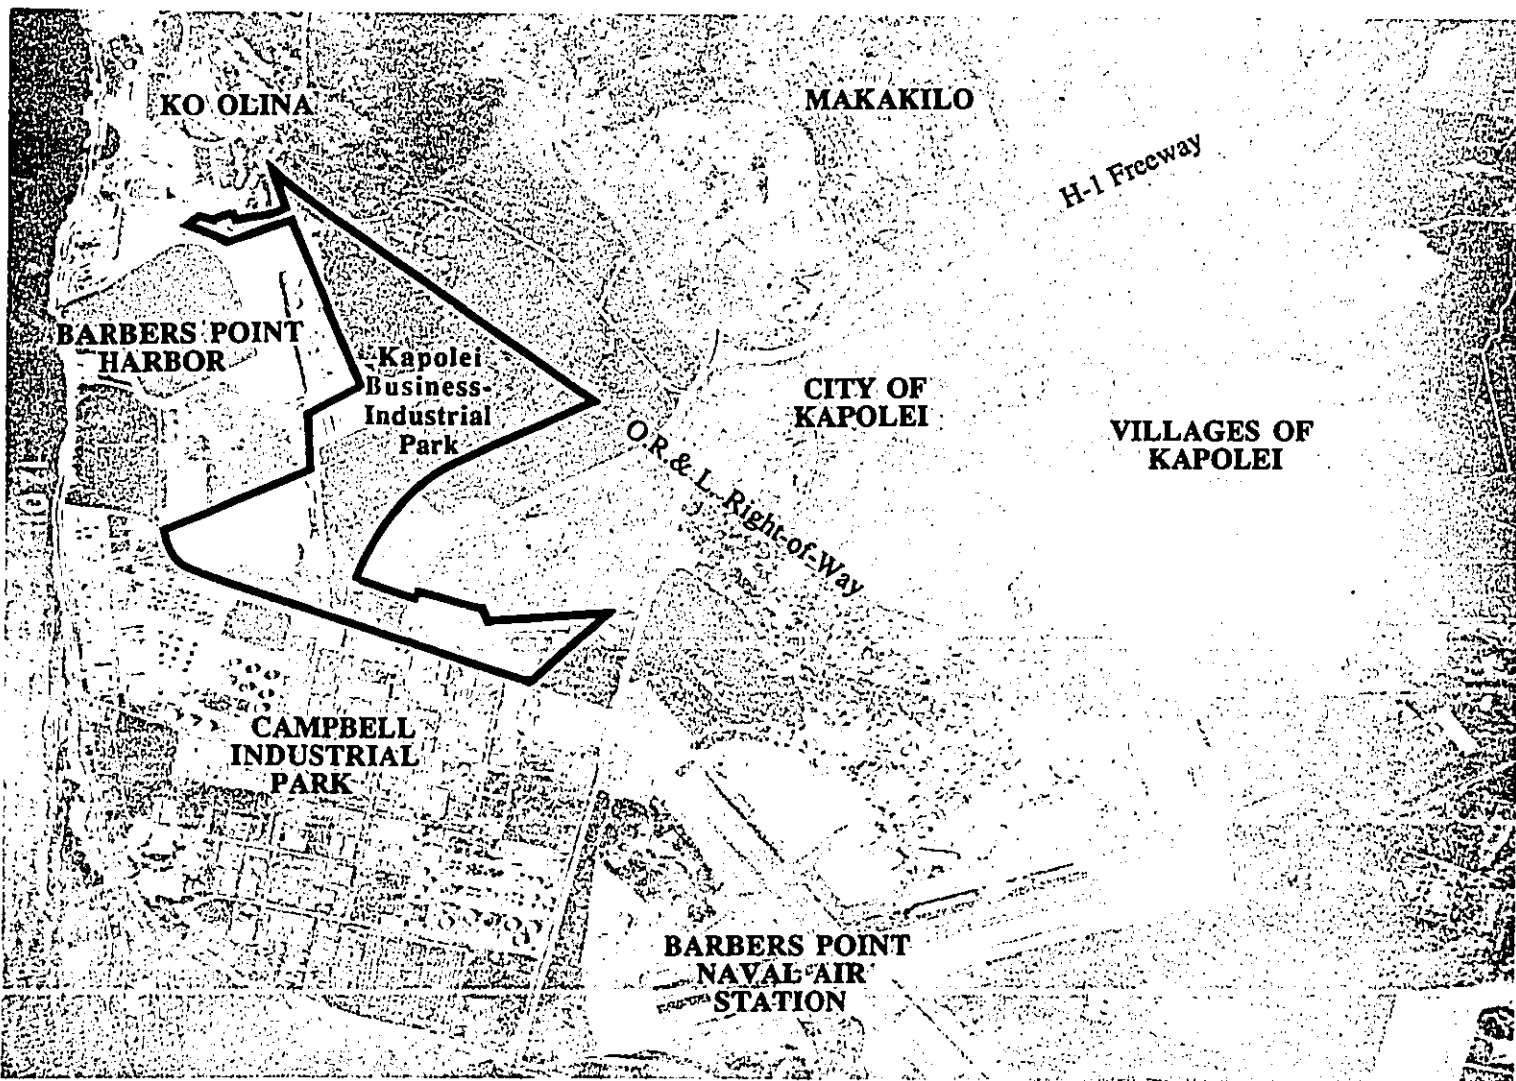 KO OLINA
MAKAKILO
H-1 Freeway
BARBERS POINT
HARBOR
Kapolei
Business-
Industrial
Park
CITY OF
KAPOLEI
O.R.& L. Right-of-Way
VILLAGES OF
KAPOLEI
CAMPBELL
INDUSTRIAL
PARK
BARBERS POINT
NAVAL AIR
STATION